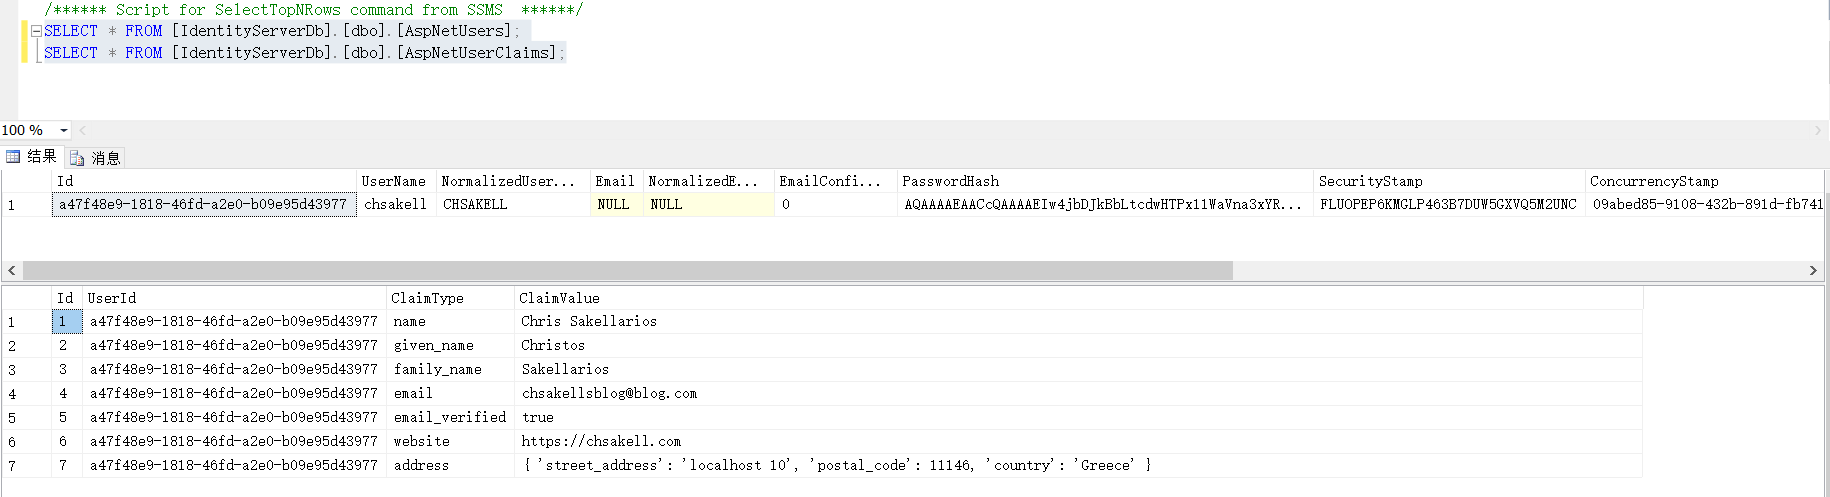 /****** Script for SelectTopNRows command from SSMS  ******/
SELECT * FROM [IdentityServerDb].[dbo].[AspNetUsers];
SELECT * FROM [IdentityServerDb].[dbo].[AspNetUserClaims];
100 %
结果 消息
Id UserName NormalizedUser... Email NormalizedE... EmailConfi... PasswordHash SecurityStamp ConcurrencyStamp
1 a47f48e9-1818-46fd-a2e0-b09e95d43977 chsakell CHSAKELL NULL NULL 0 AQAAAAEAACcQAAAAEIw4jbDJkBbLtcdwHTPx11WaVna3xYR... FLUOPEP6KMGLP463B7DUW5GXVQ5M2UNC 09abed85-9108-432b-891d-fb741
Id UserId ClaimType ClaimValue
1 1 a47f48e9-1818-46fd-a2e0-b09e95d43977 name Chris Sakellarios
2 2 a47f48e9-1818-46fd-a2e0-b09e95d43977 given_name Christos
3 3 a47f48e9-1818-46fd-a2e0-b09e95d43977 family_name Sakellarios
4 4 a47f48e9-1818-46fd-a2e0-b09e95d43977 email chsakellsblog@blog.com
5 5 a47f48e9-1818-46fd-a2e0-b09e95d43977 email_verified true
6 6 a47f48e9-1818-46fd-a2e0-b09e95d43977 website https://chsakell.com
7 7 a47f48e9-1818-46fd-a2e0-b09e95d43977 address { 'street_address': 'localhost 10', 'postal_code': 11146, 'country': 'Greece' }